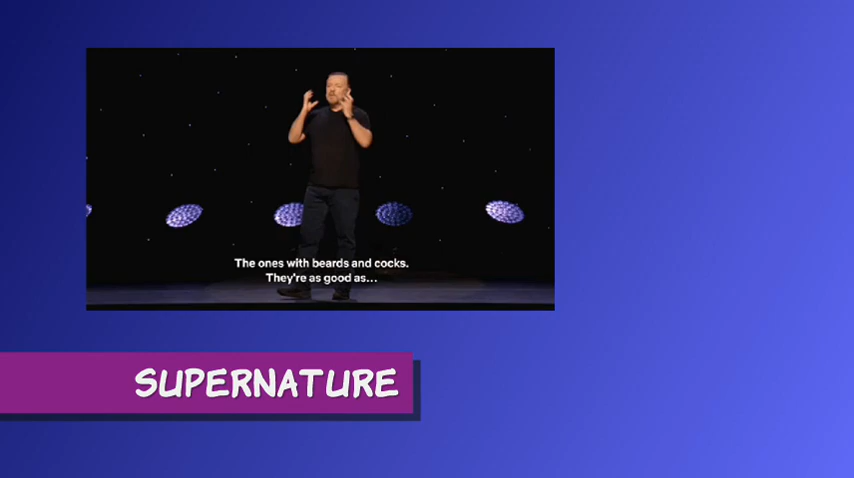 The ones with beards and cocks.
They're as good as...
SUPERNATURE